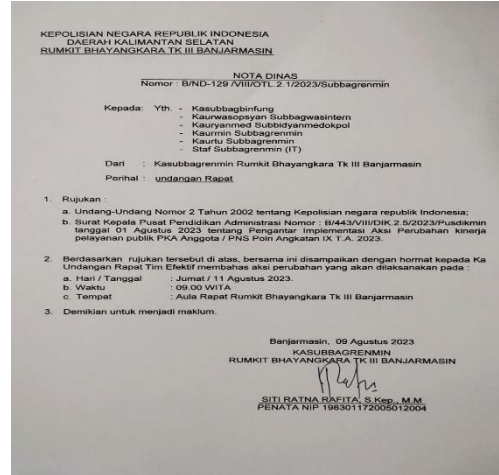 KEPOLISIAN NEGARA REPUBLIK INDONESIA
DAERAH KALIMANTAN SELATAN
RUMKIT BHAYANGKARA TK III BANJARMASIN
NOTA DINAS
Nomor : B/ND-129 /VIII/OTL.2.1/2023/Subbagrenmin
Kepada: Yth. - Kasubbagbinfung
- Kaurwasopsyan Subbagwasintern
- Kauryanmed Subbidyanmedokpol
- Kaurmin Subbagrenmin
- Kaurtu Subbagrenmin
- Staf Subbagrenmin (IT)
Dari : Kasubbagrenmin Rumkit Bhayangkara Tk III Banjarmasin
Perihal : undangan Rapat
1. Rujukan :
a. Undang-Undang Nomor 2 Tahun 2002 tentang Kepolisian negara republik Indonesia;
b. Surat Kepala Pusat Pendidikan Administrasi Nomor : B/443/VIII/DIK.2.5/2023/Pusdikmin
tanggal 01 Agustus 2023 tentang Pengantar Implementasi Aksi Perubahan kinerja
pelayanan publik PKA Anggota / PNS Polri Angkatan IX T.A. 2023.
2. Berdasarkan rujukan tersebut di atas, bersama ini disampaikan dengan hormat kepada Ka
Undangan Rapat Tim Efektif membahas aksi perubahan yang akan dilaksanakan pada :
a. Hari / Tanggal : Jumat / 11 Agustus 2023.
b. Waktu : 09.00 WITA
c. Tempat : Aula Rapat Rumkit Bhayangkara Tk III Banjarmasin
3. Demikian untuk menjadi maklum.
Banjarmasin, 09 Agustus 2023
KASUBBAGRENMIN
RUMKIT BHAYANGKARA TK III BANJARMASIN
SITI RATNA RAFITA, S.Kep., M.M
PENATA NIP 198301172005012004